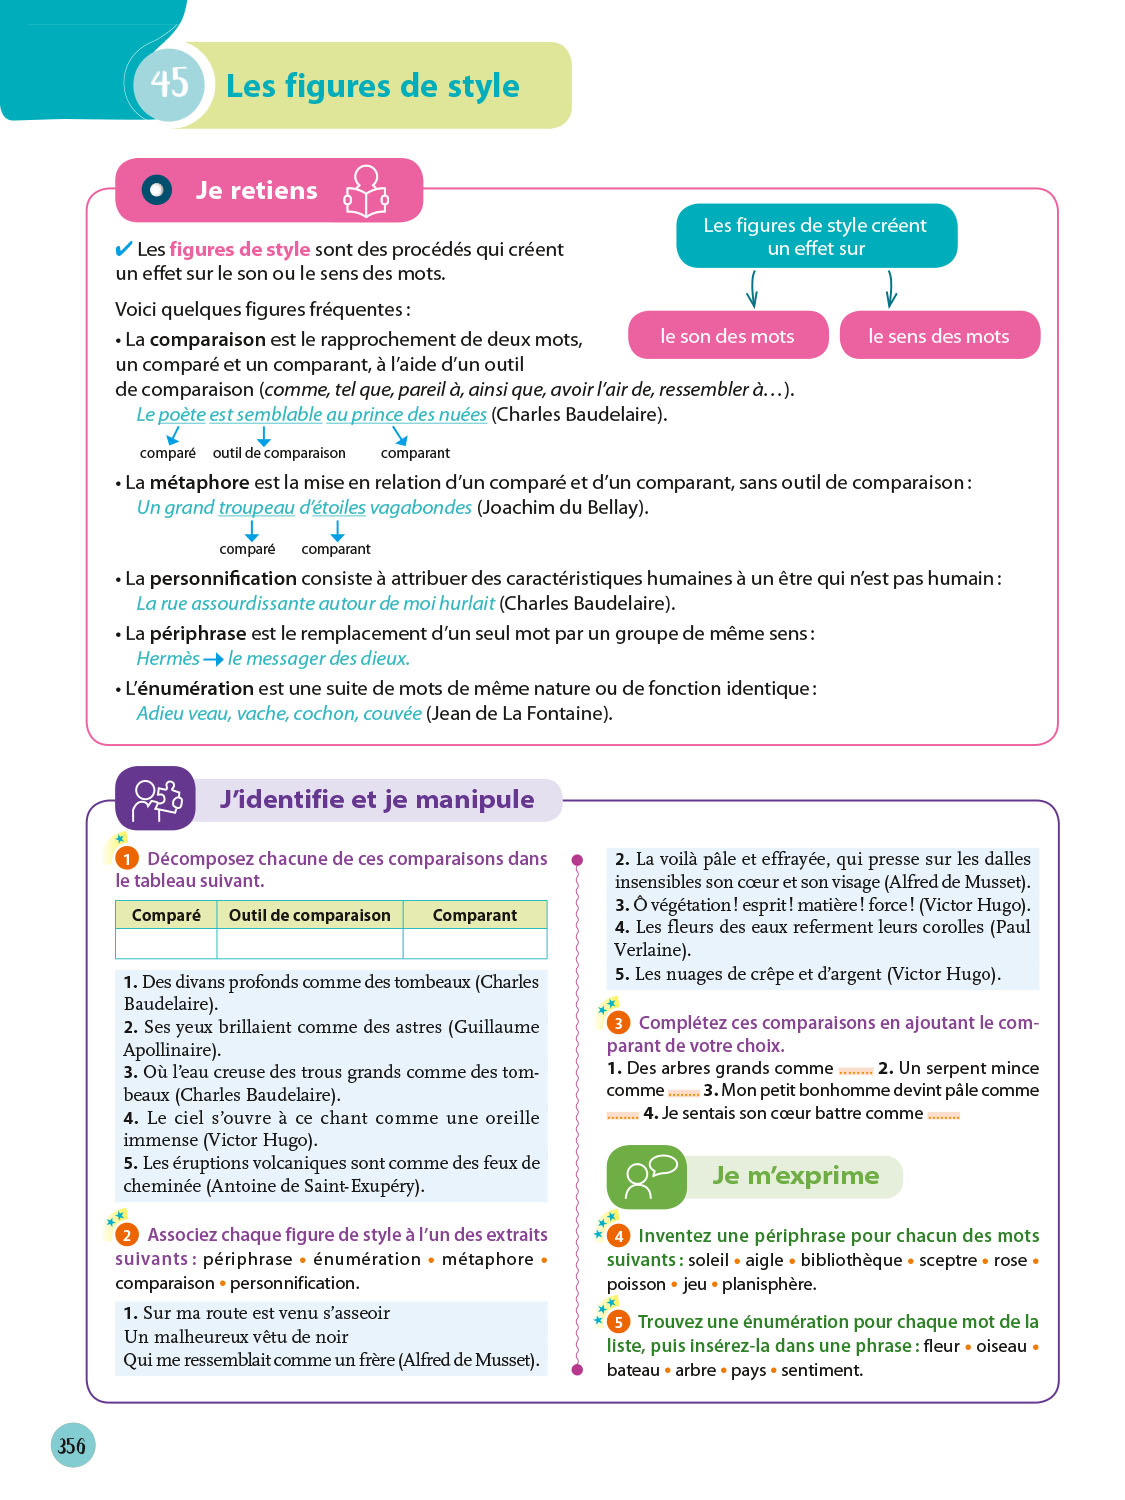 45
Les figures de style
Je retiens
✔ Les figures de style sont des procédés qui créent
un effet sur le son ou le sens des mots.
Les figures de style créent
un effet sur
le son des mots
le sens des mots
Voici quelques figures fréquentes :
• La comparaison est le rapprochement de deux mots,
un comparé et un comparant, à l'aide d'un outil
de comparaison (comme, tel que, pareil à, ainsi que, avoir l'air de, ressembler à…).
Le poète est semblable au prince des nuées (Charles Baudelaire).
comparé outil de comparaison comparant
• La métaphore est la mise en relation d'un comparé et d'un comparant, sans outil de comparaison :
Un grand troupeau d'étoiles vagabondes (Joachim du Bellay).
comparé comparant
• La personnification consiste à attribuer des caractéristiques humaines à un être qui n'est pas humain :
La rue assourdissante autour de moi hurlait (Charles Baudelaire).
• La périphrase est le remplacement d'un seul mot par un groupe de même sens :
Hermès → le messager des dieux.
• L'énumération est une suite de mots de même nature ou de fonction identique :
Adieu veau, vache, cochon, couvée (Jean de La Fontaine).
J'identifie et je manipule
1 Décomposez chacune de ces comparaisons dans
le tableau suivant.
Comparé Outil de comparaison Comparant
1. Des divans profonds comme des tombeaux (Charles
Baudelaire).
2. Ses yeux brillaient comme des astres (Guillaume
Apollinaire).
3. Où l'eau creuse des trous grands comme des tom-
beaux (Charles Baudelaire).
4. Le ciel s'ouvre à ce chant comme une oreille
immense (Victor Hugo).
5. Les éruptions volcaniques sont comme des feux de
cheminée (Antoine de Saint-Exupéry).
2 Associez chaque figure de style à l'un des extraits
suivants : périphrase • énumération • métaphore •
comparaison • personnification.
1. Sur ma route est venu s'asseoir
Un malheureux vêtu de noir
Qui me ressemblait comme un frère (Alfred de Musset).
2. La voilà pâle et effrayée, qui presse sur les dalles
insensibles son cœur et son visage (Alfred de Musset).
3. Ô végétation ! esprit ! matière ! force ! (Victor Hugo).
4. Les fleurs des eaux referment leurs corolles (Paul
Verlaine).
5. Les nuages de crêpe et d'argent (Victor Hugo).
3 Complétez ces comparaisons en ajoutant le com-
parant de votre choix.
1. Des arbres grands comme ........ 2. Un serpent mince
comme ........ 3. Mon petit bonhomme devint pâle comme
........ 4. Je sentais son cœur battre comme ........
Je m'exprime
4 Inventez une périphrase pour chacun des mots
suivants : soleil • aigle • bibliothèque • sceptre • rose •
poisson • jeu • planisphère.
5 Trouvez une énumération pour chaque mot de la
liste, puis insérez-la dans une phrase : fleur • oiseau •
bateau • arbre • pays • sentiment.
356